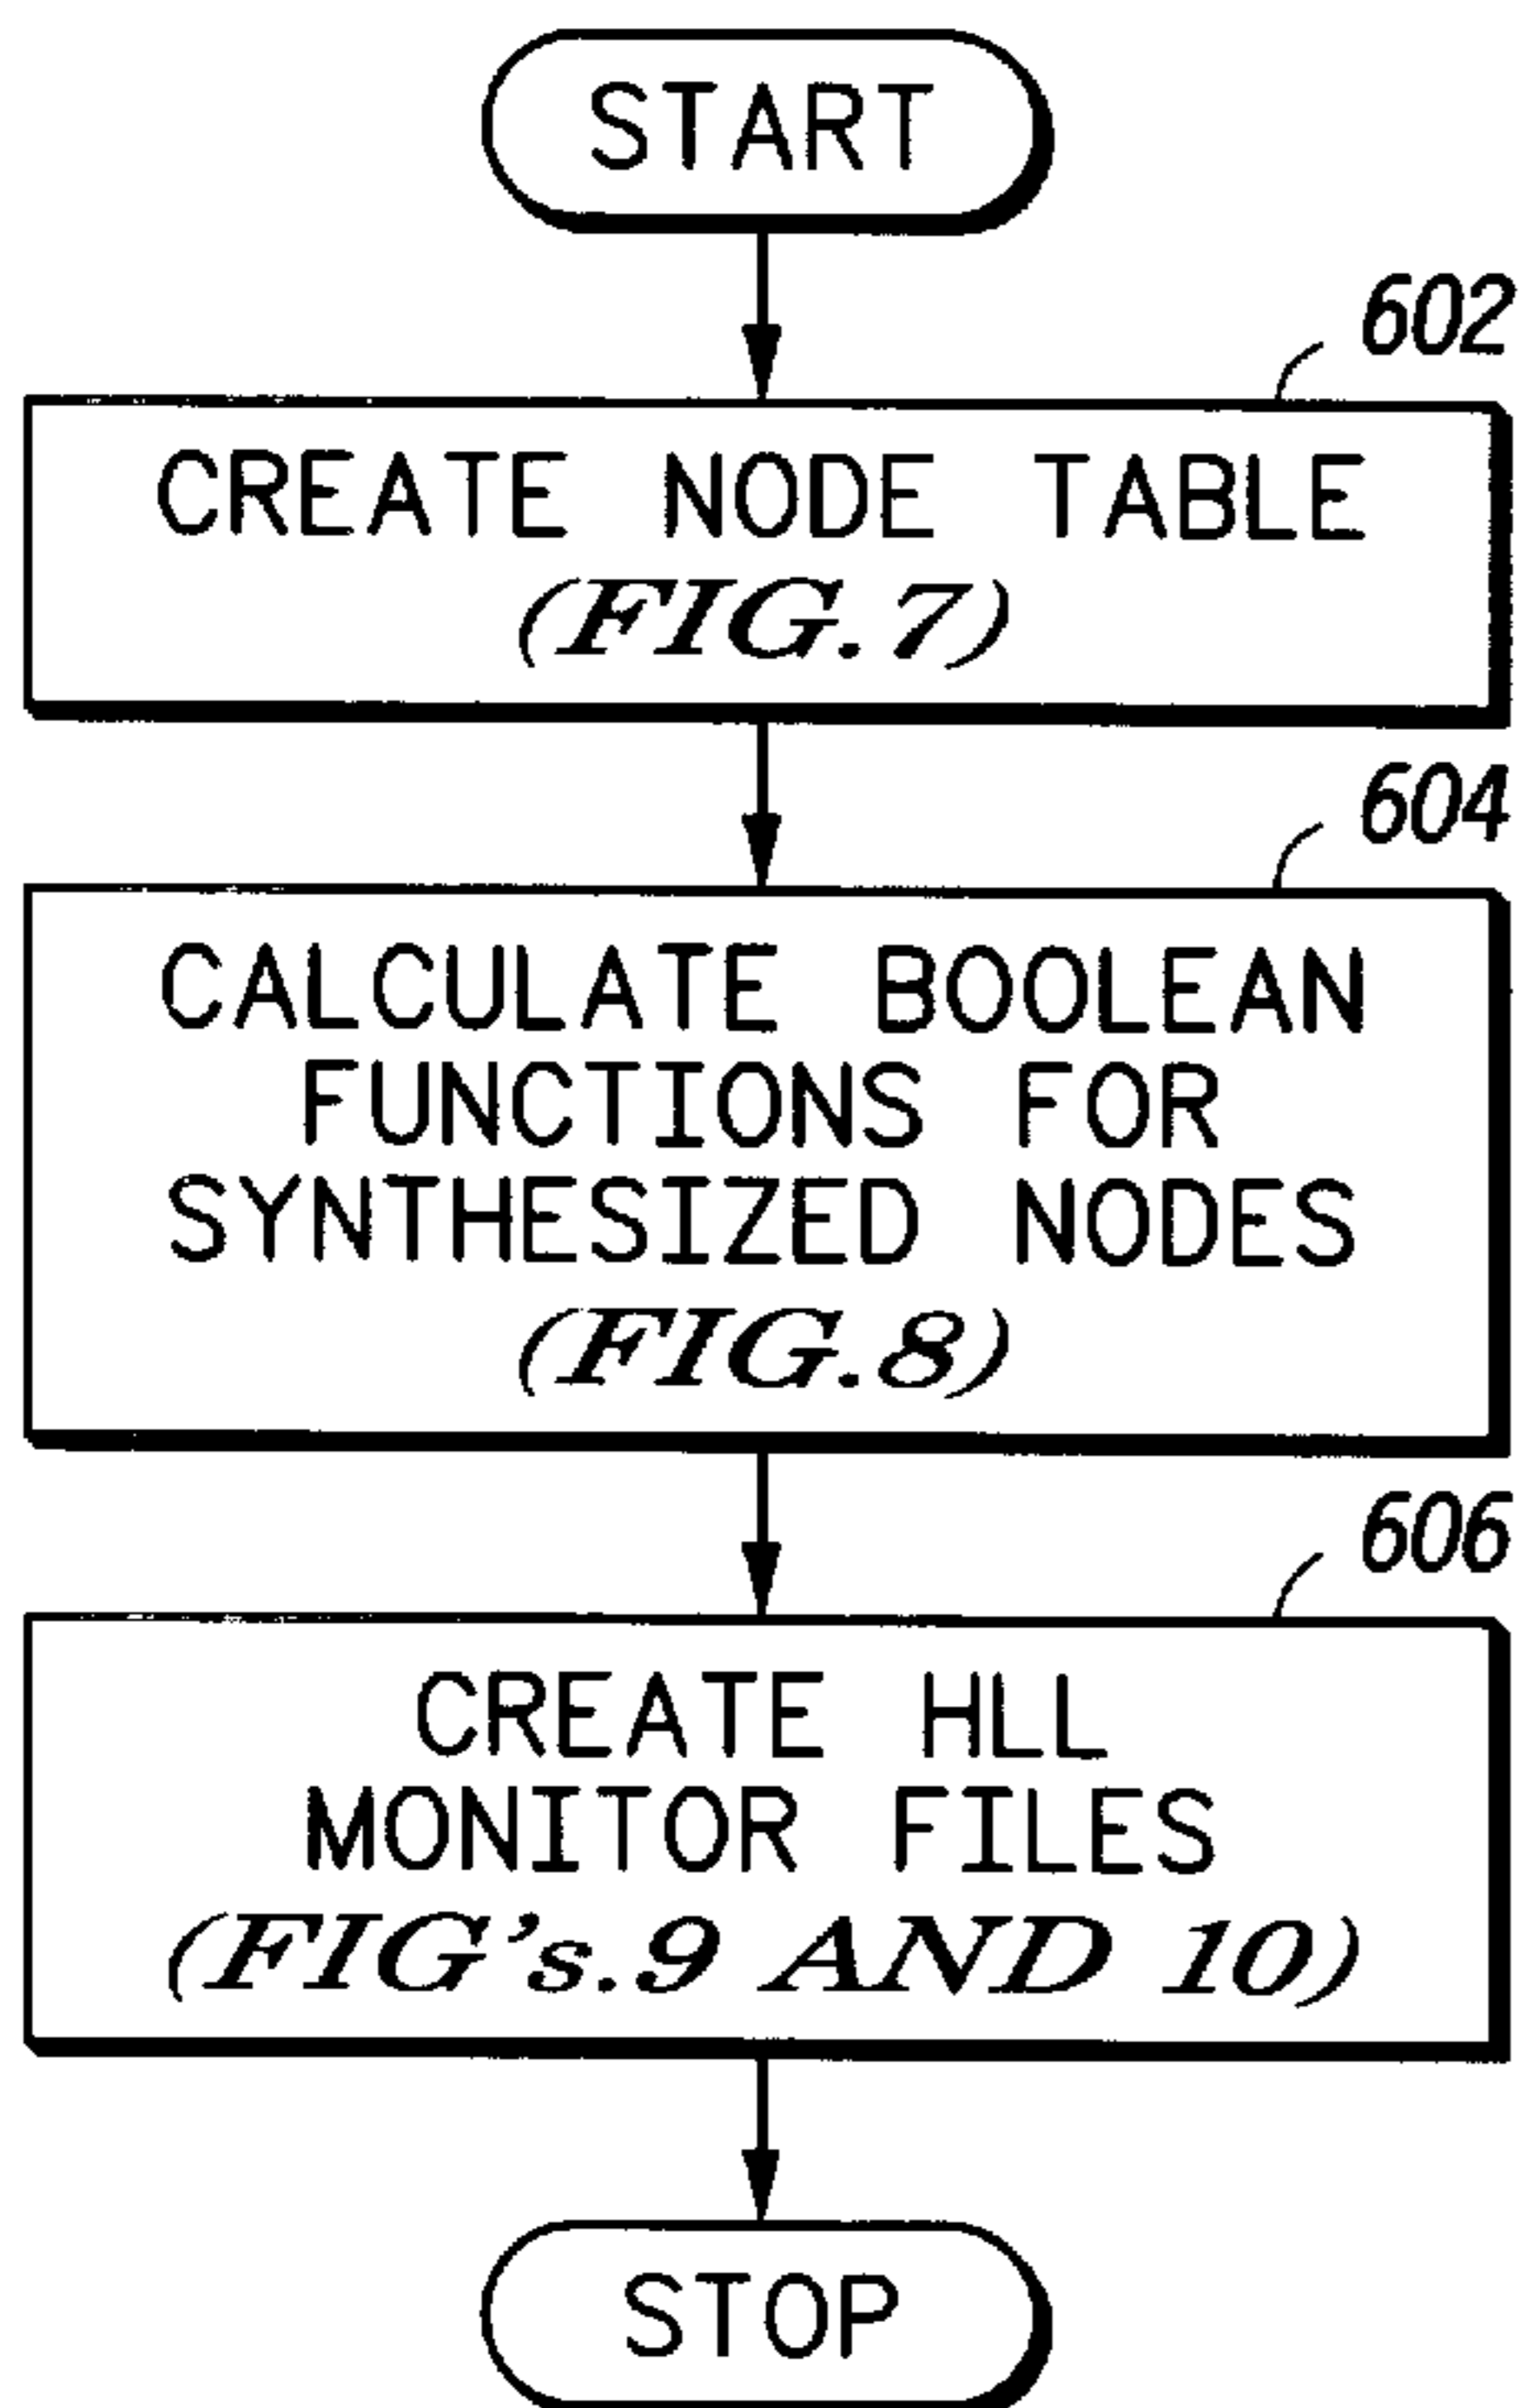 START
602
CREATE NODE TABLE
(FIG.7)
604
CALCULATE BOOLEAN
FUNCTIONS FOR
SYNTHESIZED NODES
(FIG.8)
606
CREATE HLL
MONITOR FILES
(FIG's.9 AND 10)
STOP